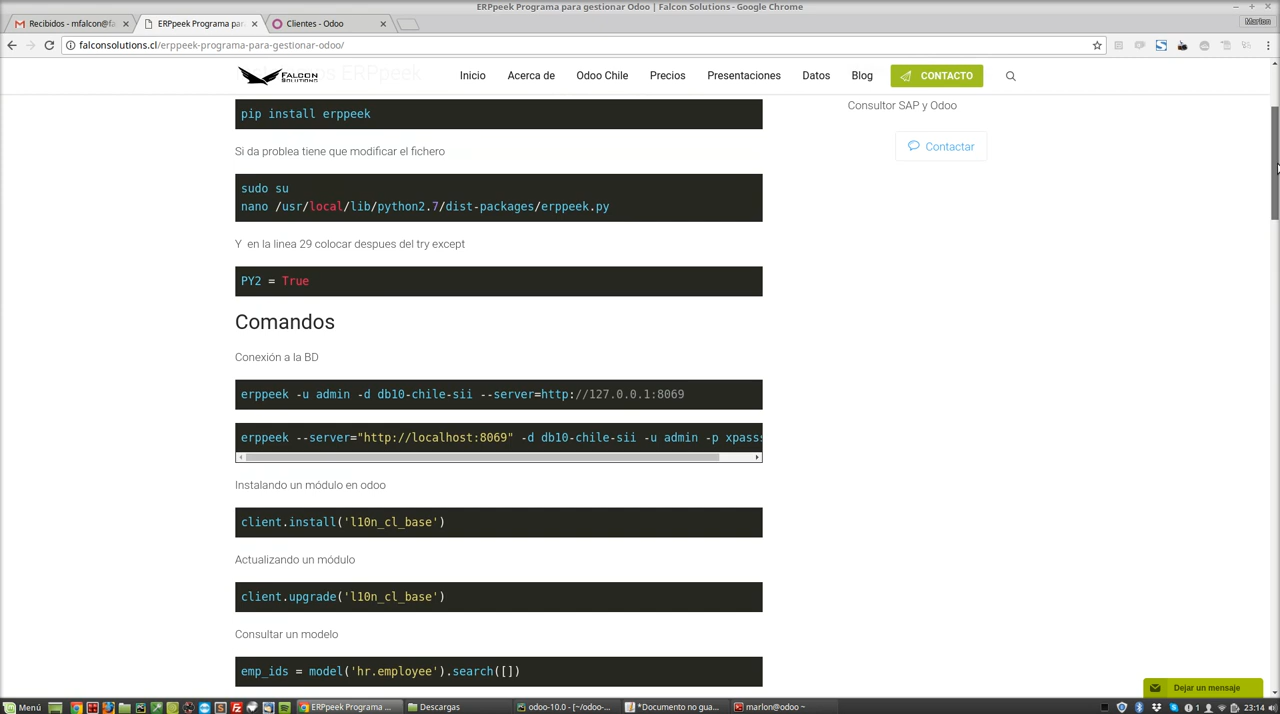 ERPpeek Programa para gestionar Odoo | Falcon Solutions - Google Chrome
Recibidos - mfalcon@fa
ERPpeek Programa par
Clientes - Odoo
Marlon
falconsolutions.cl/erppeek-programa-para-gestionar-odoo/
FALCON
SOLUTIONS
ERPpeek
Inicio
Acerca de
Odoo Chile
Precios
Presentaciones
Datos
Blog
CONTACTO
pip install erppeek
Consultor SAP y Odoo
Contactar
Si da problea tiene que modificar el fichero
sudo su
nano /usr/local/lib/python2.7/dist-packages/erppeek.py
Y en la linea 29 colocar despues del try except
PY2 = True
Comandos
Conexión a la BD
erppeek -u admin -d db10-chile-sii --server=http://127.0.0.1:8069
erppeek --server="http://localhost:8069" -d db10-chile-sii -u admin -p xpass
Instalando un módulo en odoo
client.install('l10n_cl_base')
Actualizando un módulo
client.upgrade('l10n_cl_base')
Consultar un modelo
emp_ids = model('hr.employee').search([])
Dejar un mensaje
Menú
ERPpeek Programa ...
Descargas
odoo-10.0 - [~/odoo-...
*Documento no gua...
marlon@odoo ~
1
23:14